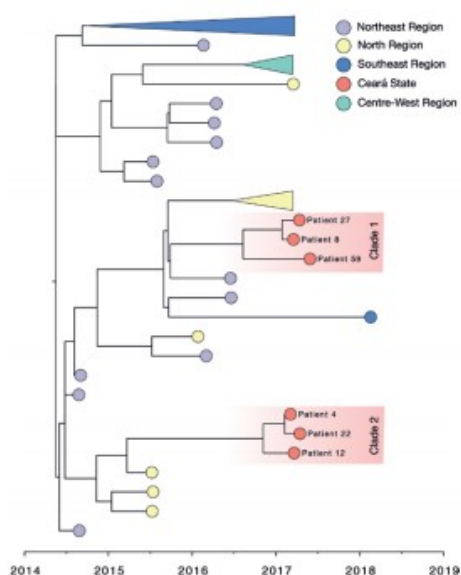 Northeast Region
North Region
Southeast Region
Ceará State
Centre-West Region
Patient 27
Patient 8
Patient 59
Clade 1
Patient 4
Patient 22
Patient 12
Clade 2
2014 2015 2016 2017 2018 2019